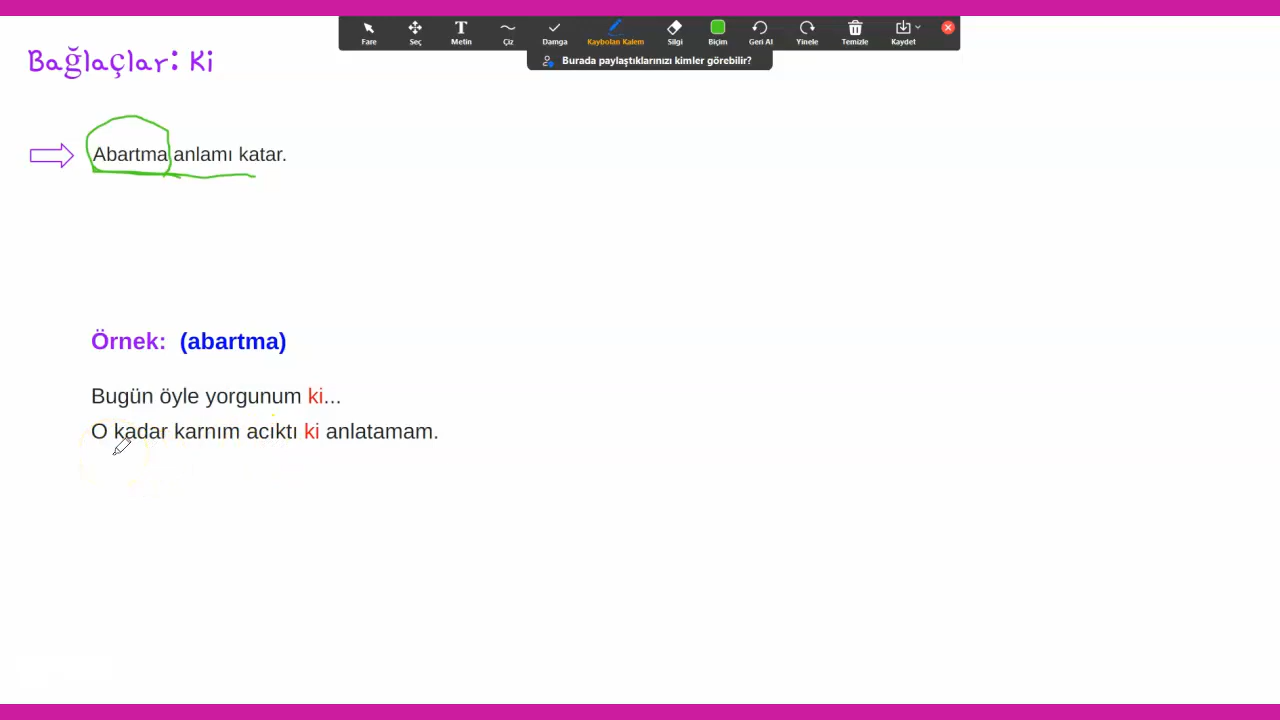 Fare Seç Metin Çiz Damga Kaybolan Kalem Silgi Biçim Geri Al Yinele Temizle Kaydet
Burada paylaştıklarınızı kimler görebilir?
Bağlaçlar: Ki
Abartma anlamı katar.
Örnek: (abartma)
Bugün öyle yorgunum ki...
O kadar karnım acıktı ki anlatamam.